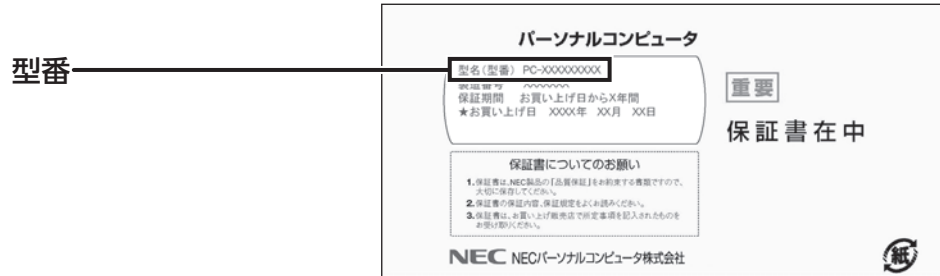 パーソナルコンピュータ
型番
型名(型番) PC-XXXXXXXXX
製造番号 XXXXXXX
保証期間 お買い上げ日からX年間
★お買い上げ日 XXXX年 XX月 XX日
重要
保証書在中
保証書についてのお願い
1.保証書は、NEC製品の「品質保証」をお約束する書類ですので、
大切に保存してください。
2.保証書の保証内容、保証規定をよくお読みください。
3.保証書は、お買い上げ販売店で所定事項を記入されたものを
お受け取りください。
NEC NECパーソナルコンピュータ株式会社
紙